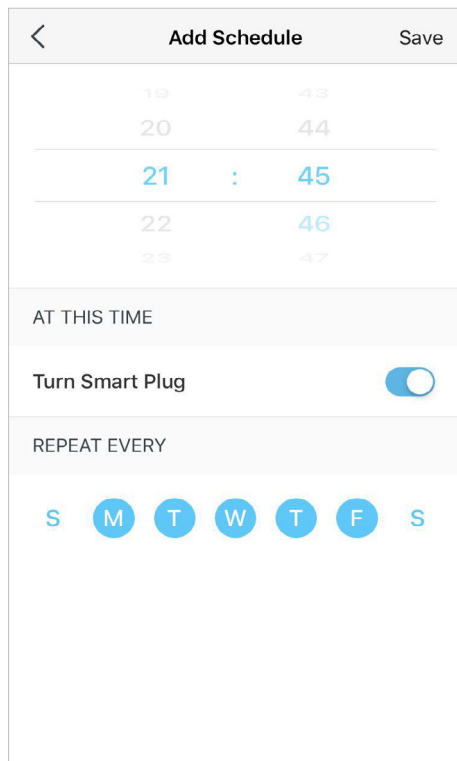 Add Schedule Save
19 43
20 44
21 : 45
22 46
23 47
AT THIS TIME
Turn Smart Plug
REPEAT EVERY
S M T W T F S